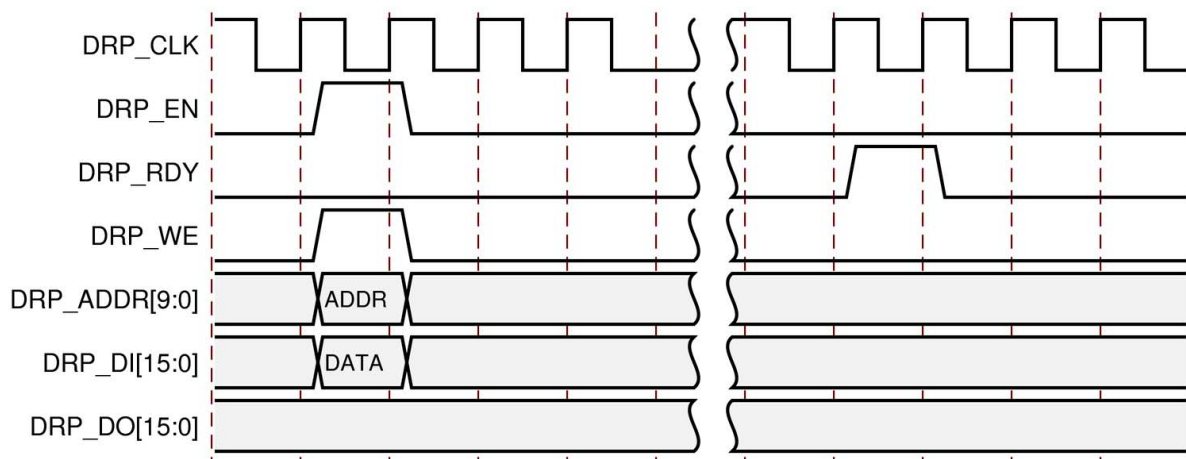 DRP_CLK
DRP_EN
DRP_RDY
DRP_WE
DRP_ADDR[9:0] ADDR
DRP_DI[15:0] DATA
DRP_DO[15:0]